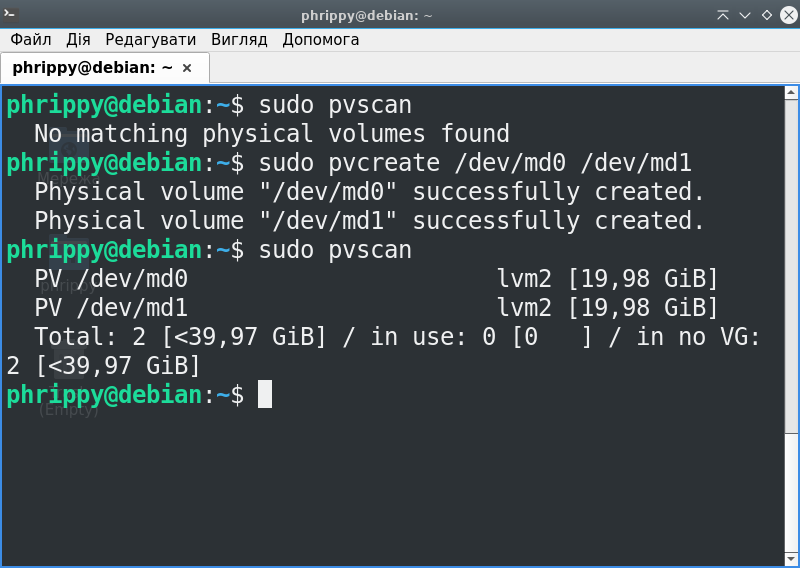 phrippy@debian: ~
Файл Дія Редагувати Вигляд Допомога
phrippy@debian: ~ ×
phrippy@debian:~$ sudo pvscan
  No matching physical volumes found
phrippy@debian:~$ sudo pvcreate /dev/md0 /dev/md1
  Physical volume "/dev/md0" successfully created.
  Physical volume "/dev/md1" successfully created.
phrippy@debian:~$ sudo pvscan
  PV /dev/md0                      lvm2 [19,98 GiB]
  PV /dev/md1                      lvm2 [19,98 GiB]
  Total: 2 [<39,97 GiB] / in use: 0 [0   ] / in no VG:
2 [<39,97 GiB]
phrippy@debian:~$
Мережа
phrippy
(Empty)